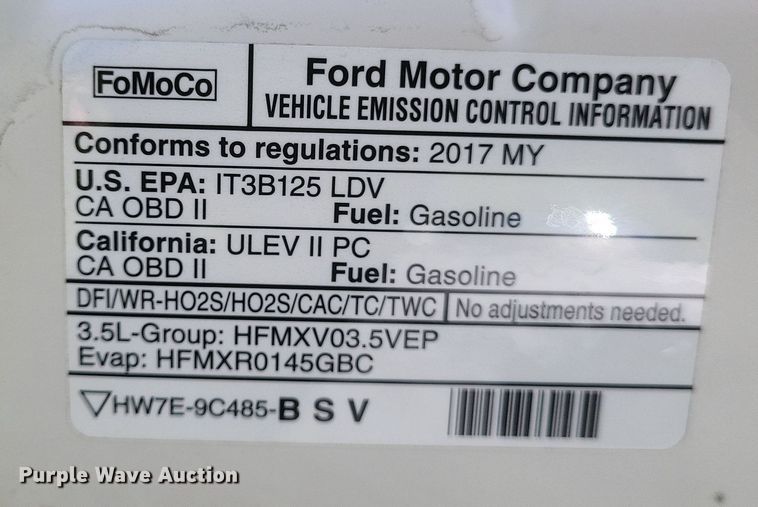 FoMoCo
Ford Motor Company
VEHICLE EMISSION CONTROL INFORMATION
Conforms to regulations: 2017 MY
U.S. EPA: IT3B125 LDV
CA OBD II Fuel: Gasoline
California: ULEV II PC
CA OBD II Fuel: Gasoline
DFI/WR-HO2S/HO2S/CAC/TC/TWC No adjustments needed.
3.5L-Group: HFMXV03.5VEP
Evap: HFMXR0145GBC
▽HW7E-9C485-B S V
Purple Wave Auction